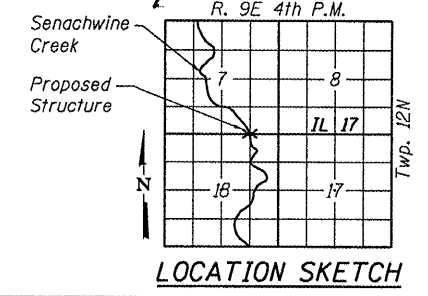 R. 9E 4th P.M.
Senachwine
Creek
7
8
Proposed
Structure
IL 17
Twp. 12N
N
18
17
LOCATION SKETCH